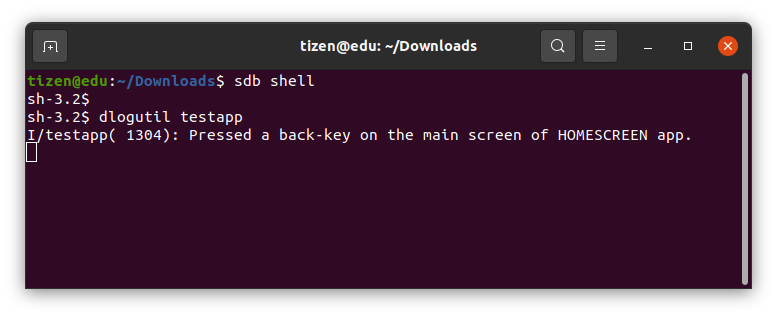 tizen@edu: ~/Downloads
tizen@edu:~/Downloads$ sdb shell
sh-3.2$
sh-3.2$ dlogutil testapp
I/testapp( 1304): Pressed a back-key on the main screen of HOMESCREEN app.